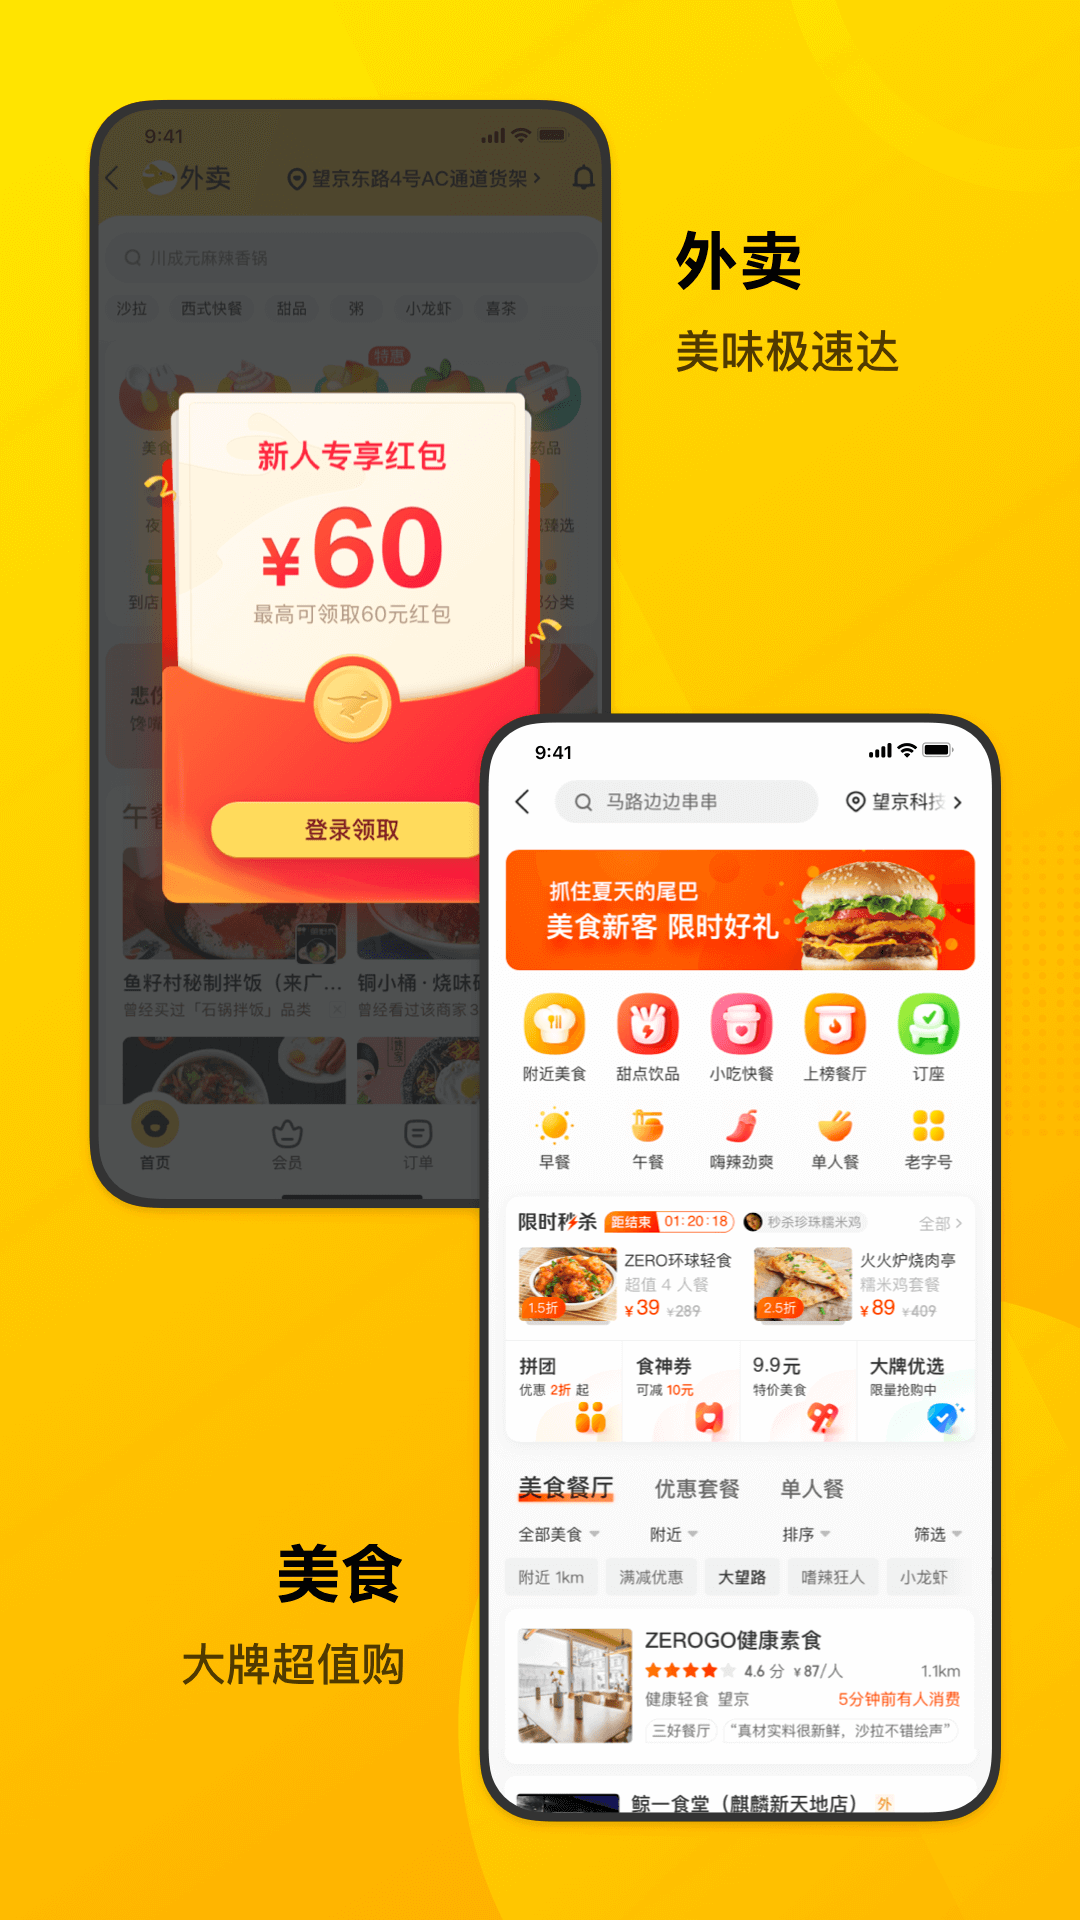 外卖
美味极速达
9:41
外卖
望京东路4号AC通道货架
川成元麻辣香锅
沙拉 西式快餐 甜品 粥 小龙虾 喜茶
特惠
新人专享红包
¥60
最高可领取60元红包
登录领取
鱼籽村秘制拌饭（来广...
铜小桶·烧味
曾经买过「石锅拌饭」品类
曾经看过该商家3
首页 会员 订单
9:41
马路边边串串
望京科技
抓住夏天的尾巴
美食新客 限时好礼
附近美食 甜点饮品 小吃快餐 上榜餐厅 订座
早餐 午餐 嗨辣劲爽 单人餐 老字号
限时秒杀 距结束 01:20:18 秒杀珍珠糯米鸡 全部
ZERO环球轻食
超值 4 人餐
1.5折
¥39 ¥289
火火炉烧肉亭
糯米鸡套餐
2.5折
¥89 ¥409
拼团 食神券 9.9元 大牌优选
优惠 2折 起 可减 10元 特价美食 限量抢购中
美食餐厅 优惠套餐 单人餐
全部美食 附近 排序 筛选
附近 1km 满减优惠 大望路 嗜辣狂人 小龙虾
ZEROGO健康素食
4.6 分 ¥87/人 1.1km
健康轻食 望京 5分钟前有人消费
三好餐厅 “真材实料很新鲜，沙拉不错绘声”
鲸一食堂（麒麟新天地店） 外
美食
大牌超值购